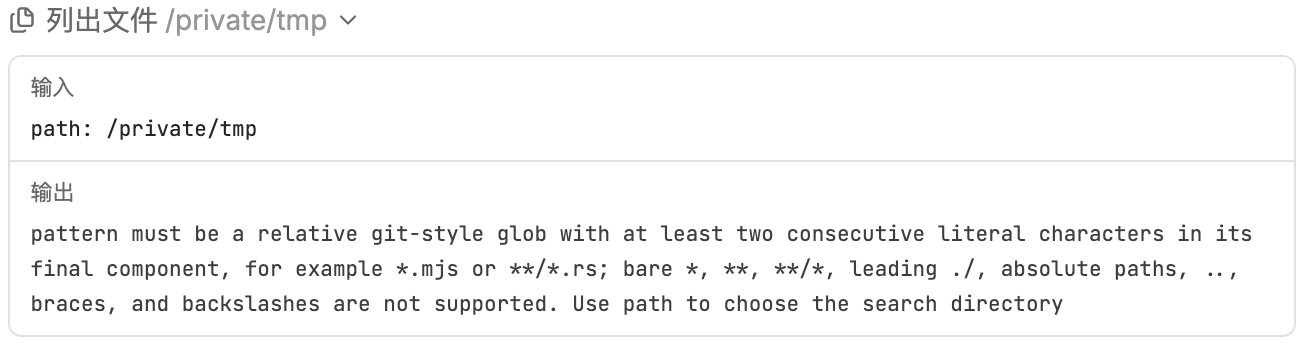 列出文件 /private/tmp
输入
path: /private/tmp
输出
pattern must be a relative git-style glob with at least two consecutive literal characters in its
final component, for example *.mjs or **/*.rs; bare *, **, **/*, leading ./, absolute paths, ..,
braces, and backslashes are not supported. Use path to choose the search directory